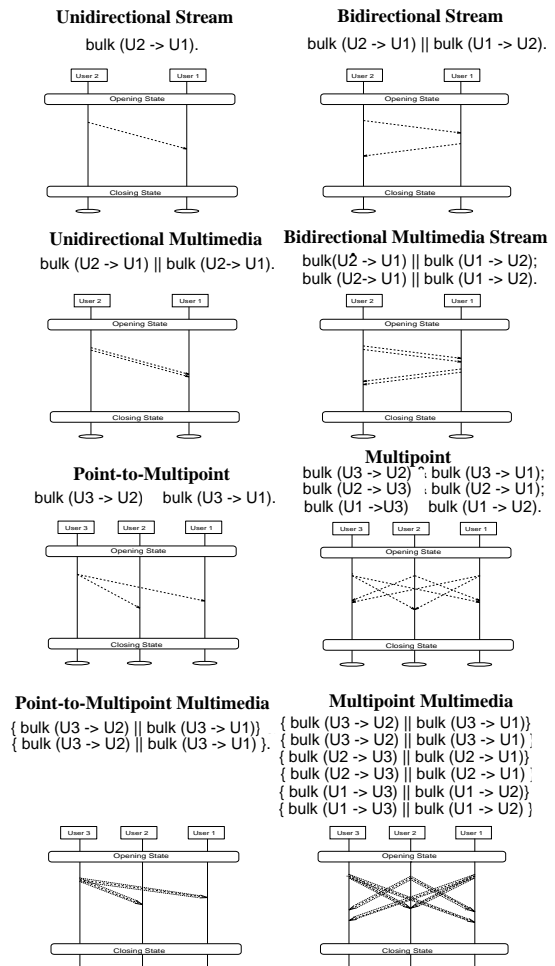 Unidirectional Stream
bulk (U2 -> U1).
User 2
User 1
Opening State
Closing State
Bidirectional Stream
bulk (U2 -> U1) || bulk (U1 -> U2).
User 2
User 1
Opening State
Closing State
Unidirectional Multimedia
bulk (U2 -> U1) || bulk (U2-> U1).
User 2
User 1
Opening State
Closing State
Bidirectional Multimedia Stream
bulk(U2 -> U1) || bulk (U1 -> U2);
bulk (U2-> U1) || bulk (U1 -> U2).
User 2
User 1
Opening State
Closing State
Point-to-Multipoint
bulk (U3 -> U2) bulk (U3 -> U1).
User 3
User 2
User 1
Opening State
Closing State
Multipoint
bulk (U3 -> U2) bulk (U3 -> U1);
bulk (U2 -> U3) bulk (U2 -> U1);
bulk (U1 ->U3) bulk (U1 -> U2).
User 3
User 2
User 1
Opening State
Closing State
Point-to-Multipoint Multimedia
{ bulk (U3 -> U2) || bulk (U3 -> U1)}
{ bulk (U3 -> U2) || bulk (U3 -> U1) }.
User 3
User 2
User 1
Opening State
Closing State
Multipoint Multimedia
{ bulk (U3 -> U2) || bulk (U3 -> U1)}
{ bulk (U3 -> U2) || bulk (U3 -> U1) }
{ bulk (U2 -> U3) || bulk (U2 -> U1)}
{ bulk (U2 -> U3) || bulk (U2 -> U1) }
{ bulk (U1 -> U3) || bulk (U1 -> U2)}
{ bulk (U1 -> U3) || bulk (U1 -> U2) }
User 3
User 2
User 1
Opening State
Closing State